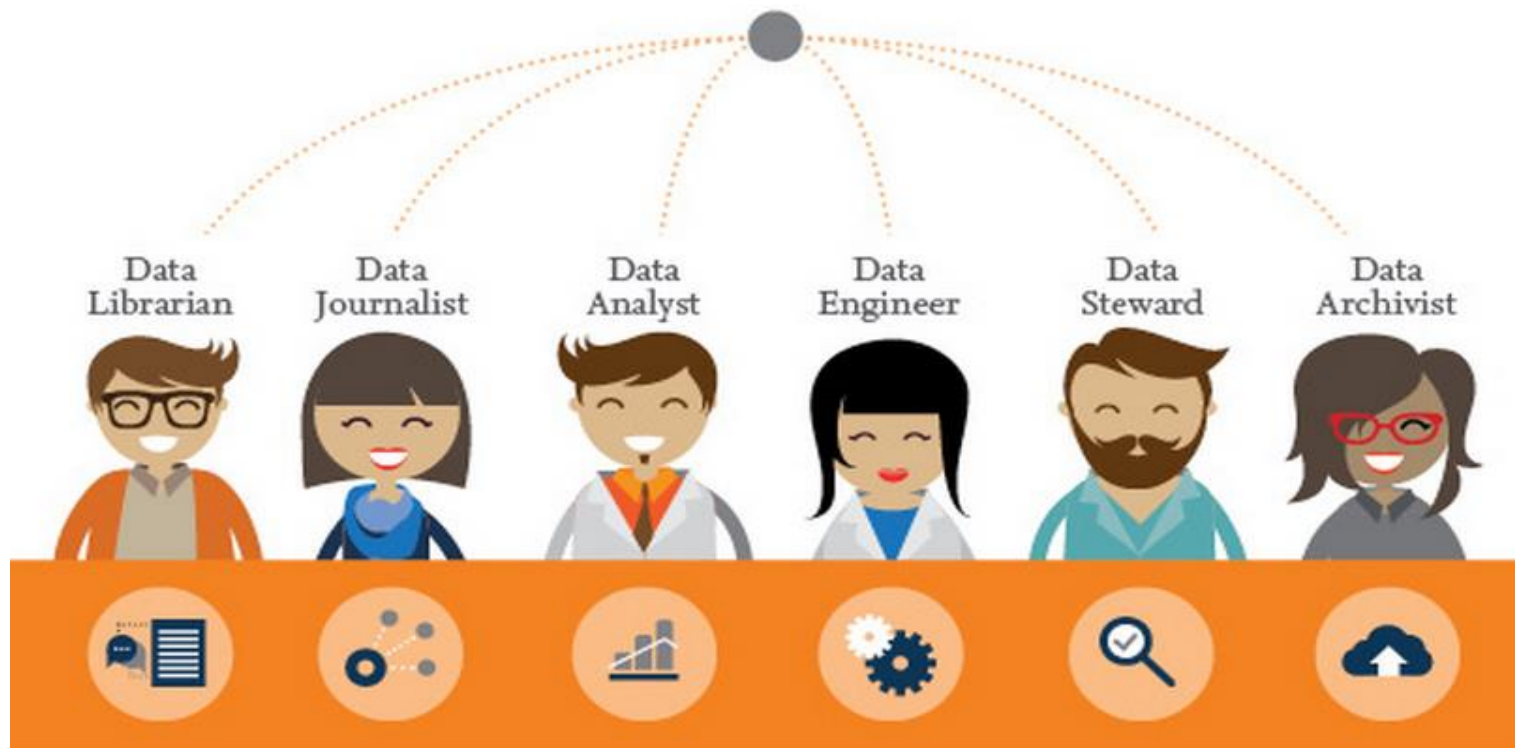 Data
Librarian
Data
Journalist
Data
Analyst
Data
Engineer
Data
Steward
Data
Archivist